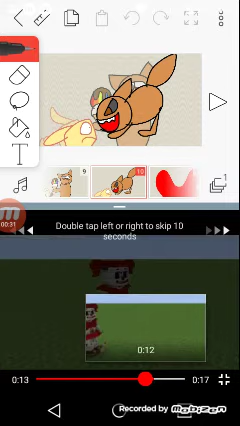 T
9
10
1
00:31
Double tap left or right to skip 10
seconds
0:12
0:13
0:17
Recorded by MOBIZEN